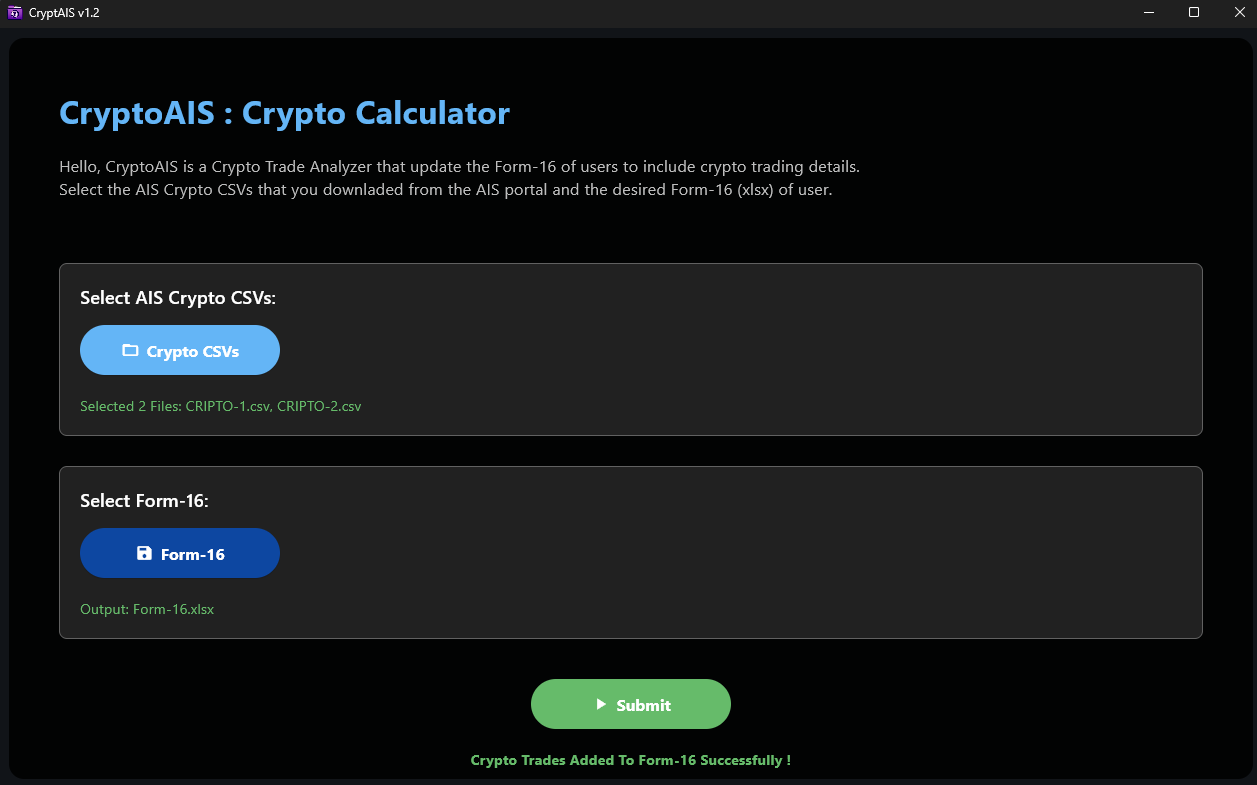 CryptAIS v1.2
CryptoAIS : Crypto Calculator
Hello, CryptoAIS is a Crypto Trade Analyzer that update the Form-16 of users to include crypto trading details.
Select the AIS Crypto CSVs that you downladed from the AIS portal and the desired Form-16 (xlsx) of user.
Select AIS Crypto CSVs:
Crypto CSVs
Selected 2 Files: CRIPTO-1.csv, CRIPTO-2.csv
Select Form-16:
Form-16
Output: Form-16.xlsx
Submit
Crypto Trades Added To Form-16 Successfully !